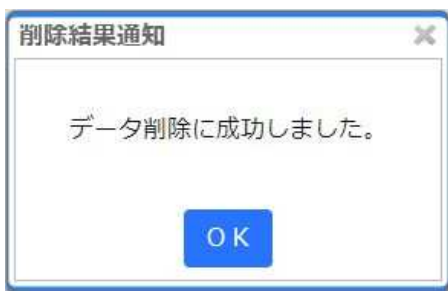 削除結果通知
データ削除に成功しました。
ＯＫ